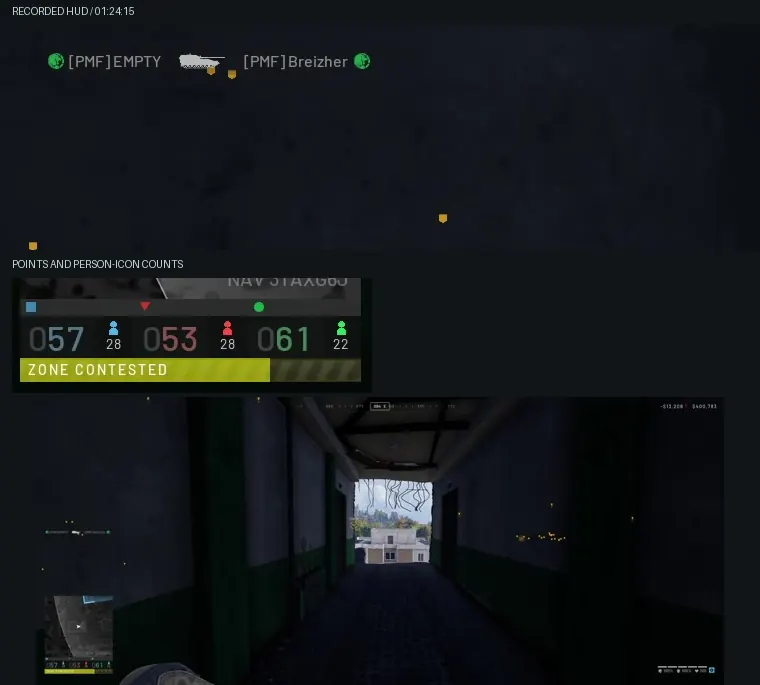 RECORDED HUD / 01:24:15
[PMF] EMPTY [PMF] Breizher
POINTS AND PERSON-ICON COUNTS
057 28 053 28 061 22
ZONE CONTESTED